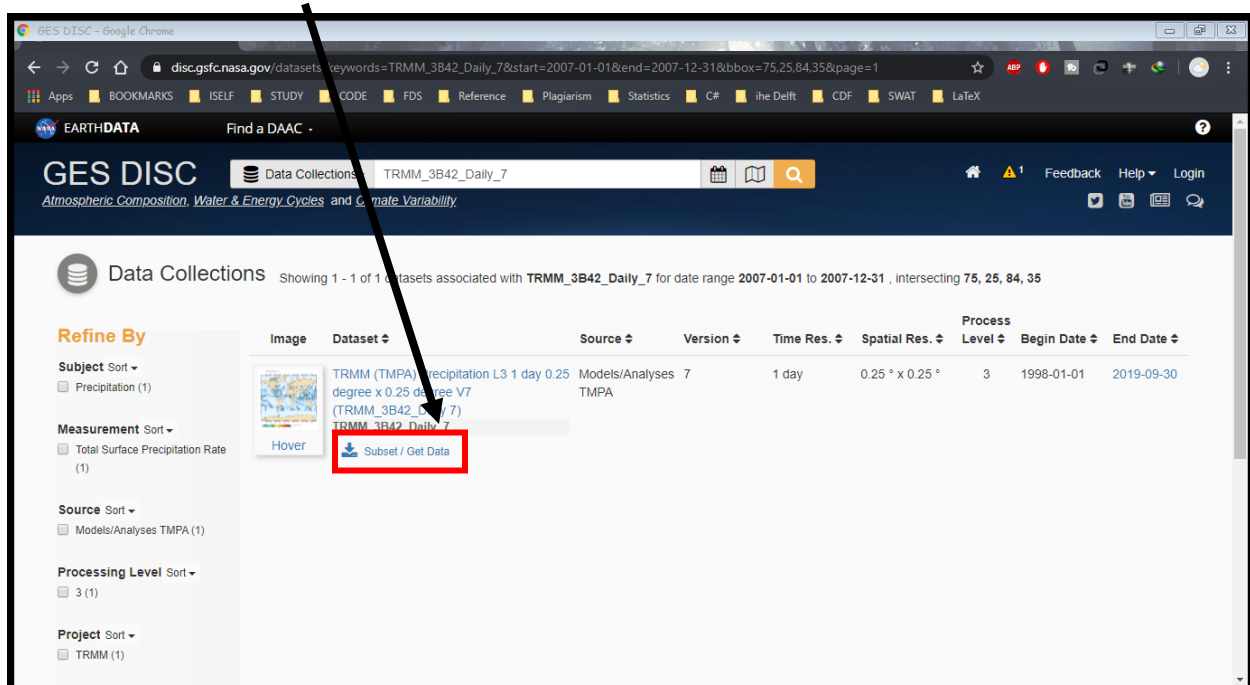 GES DISC - Google Chrome
disc.gsfc.nasa.gov/datasets keywords=TRMM_3B42_Daily_7&start=2007-01-01&end=2007-12-31&bbox=75,25,84,35&page=1
Apps BOOKMARKS ISELF STUDY CODE FDS Reference Plagiarism Statistics C# ihe Delft CDF SWAT LaTeX
EARTHDATA Find a DAAC
GES DISC Data Collections TRMM_3B42_Daily_7 1 Feedback Help Login
Atmospheric Composition, Water & Energy Cycles and Climate Variability
Data Collections Showing 1 - 1 of 1 datasets associated with TRMM_3B42_Daily_7 for date range 2007-01-01 to 2007-12-31 , intersecting 75, 25, 84, 35
Refine By
Image Dataset Source Version Time Res. Spatial Res. Process Level Begin Date End Date
Subject Sort
Precipitation (1)
Measurement Sort
Total Surface Precipitation Rate
(1)
Source Sort
Models/Analyses TMPA (1)
Processing Level Sort
3 (1)
Project Sort
TRMM (1)
Hover
TRMM (TMPA) Precipitation L3 1 day 0.25
degree x 0.25 degree V7
(TRMM_3B42_Daily 7)
TRMM_3B42_Daily_7
Subset / Get Data
Models/Analyses
TMPA
7
1 day
0.25 ° x 0.25 °
3
1998-01-01
2019-09-30